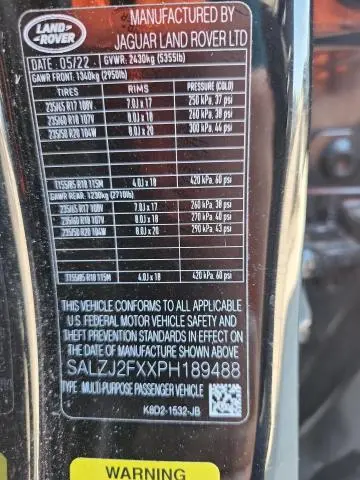 LAND ROVER
MANUFACTURED BY
JAGUAR LAND ROVER LTD
DATE : 05/22 GVWR: 2430kg (5355lb)
GAWR FRONT: 1340kg (2950lb)
TIRES RIMS PRESSURE (COLD)
235/65 R17 108V 7.0J x 17 250 kPa, 37 psi
235/60 R18 107V 8.0J x 18 260 kPa, 38 psi
235/50 R20 104W 8.0J x 20 300 kPa, 44 psi
T155/85 R18 115M 4.0J x 18 420 kPa, 60 psi
GAWR REAR: 1230kg (2710lb)
235/65 R17 108V 7.0J x 17 260 kPa, 38 psi
235/60 R18 107V 8.0J x 18 270 kPa, 40 psi
235/50 R20 104W 8.0J x 20 290 kPa, 43 psi
T155/85 R18 115M 4.0J x 18 420 kPa, 60 psi
THIS VEHICLE CONFORMS TO ALL APPLICABLE
U.S. FEDERAL MOTOR VEHICLE SAFETY AND
THEFT PREVENTION STANDARDS IN EFFECT ON
THE DATE OF MANUFACTURE SHOWN ABOVE
SALZJ2FXXPH189488
TYPE: MULTI-PURPOSE PASSENGER VEHICLE
K8D2-1532-JB
WARNING